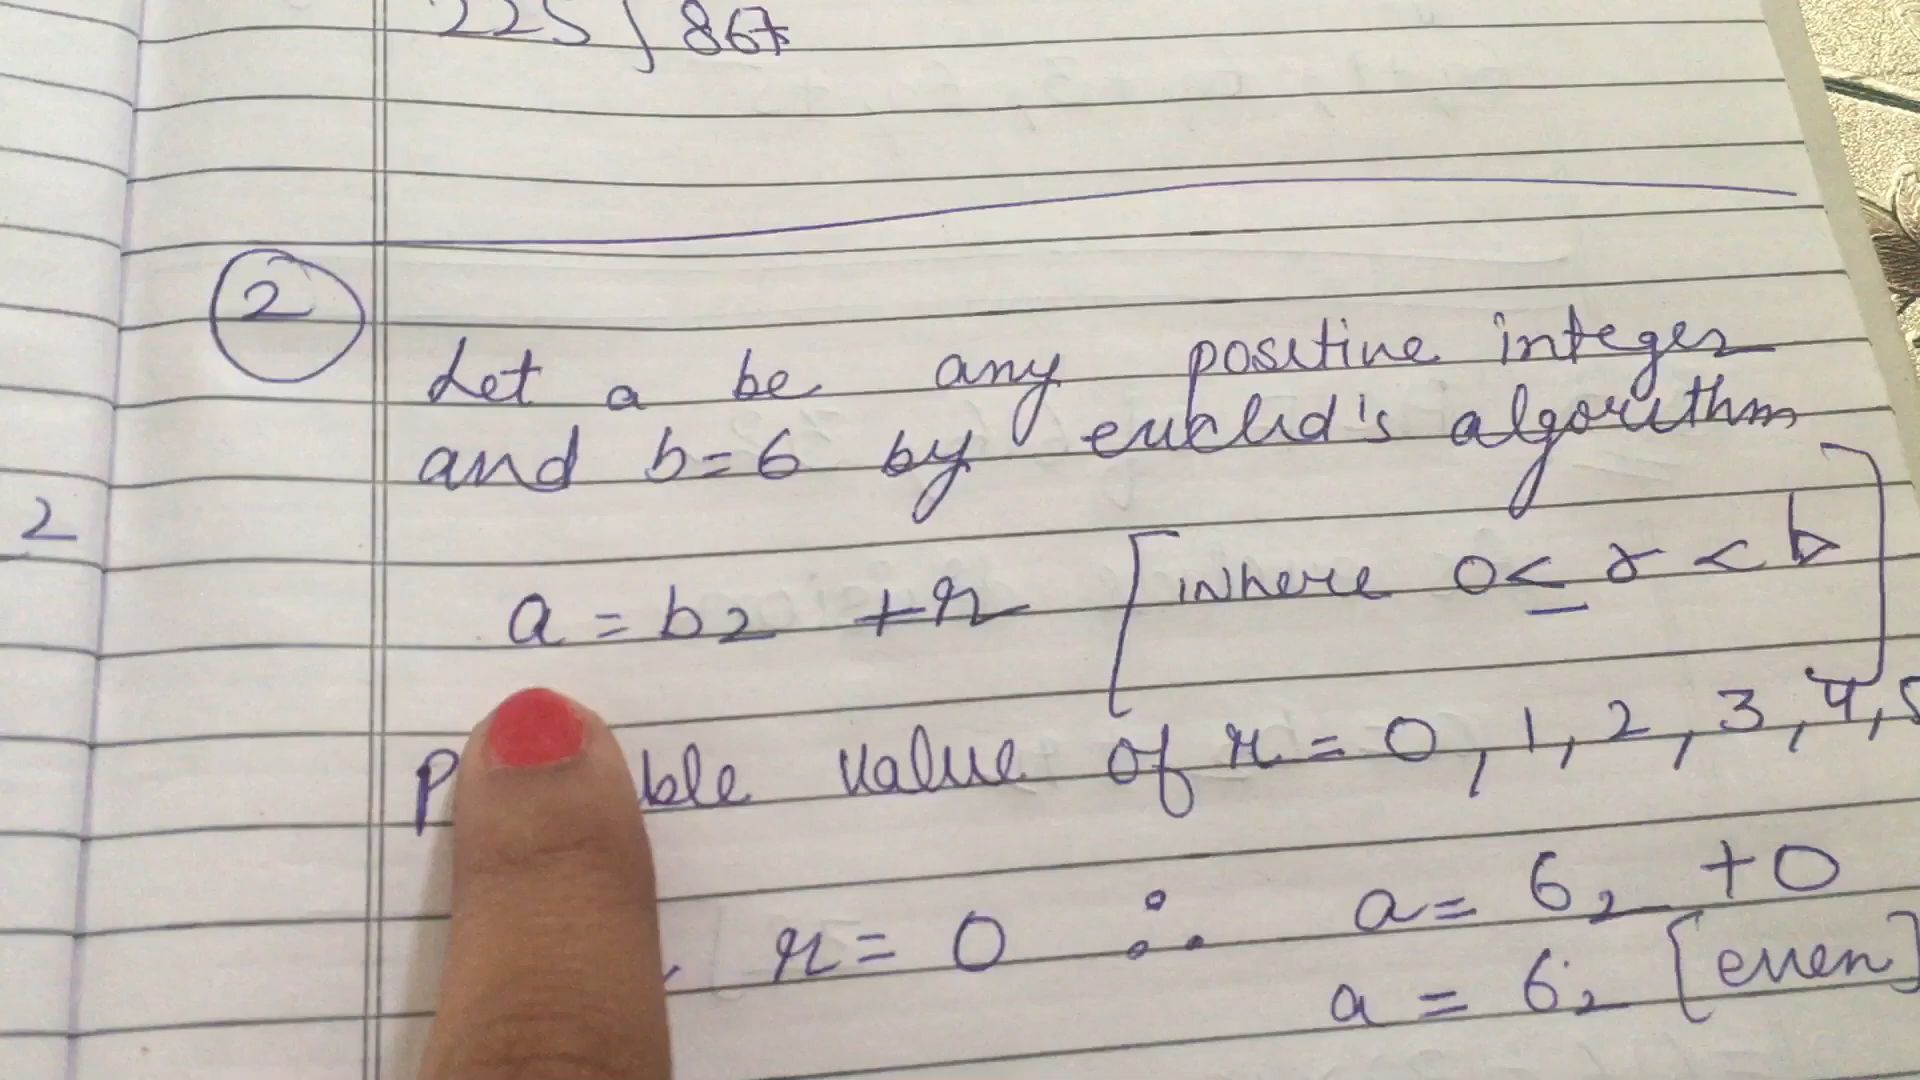 225 ) 867
2
2
Let a be any positive integer
and b=6 by euclid's algorithm
a = bq + r [where 0≤ r < b]
value of r = 0, 1, 2, 3, 4, 5
r = 0 ∴ a = 6q + 0
a = 6q [even]